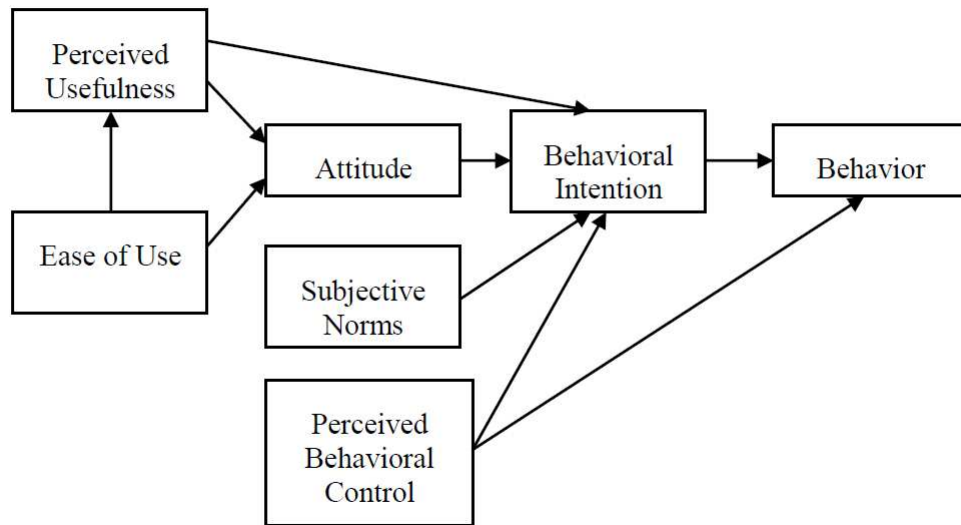 Perceived
Usefulness
Ease of Use
Attitude
Subjective
Norms
Perceived
Behavioral
Control
Behavioral
Intention
Behavior